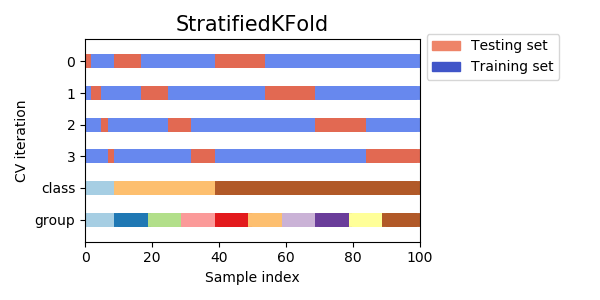 StratifiedKFold
Testing set
Training set
0
1
2
3
class
group
CV iteration
0 20 40 60 80 100
Sample index